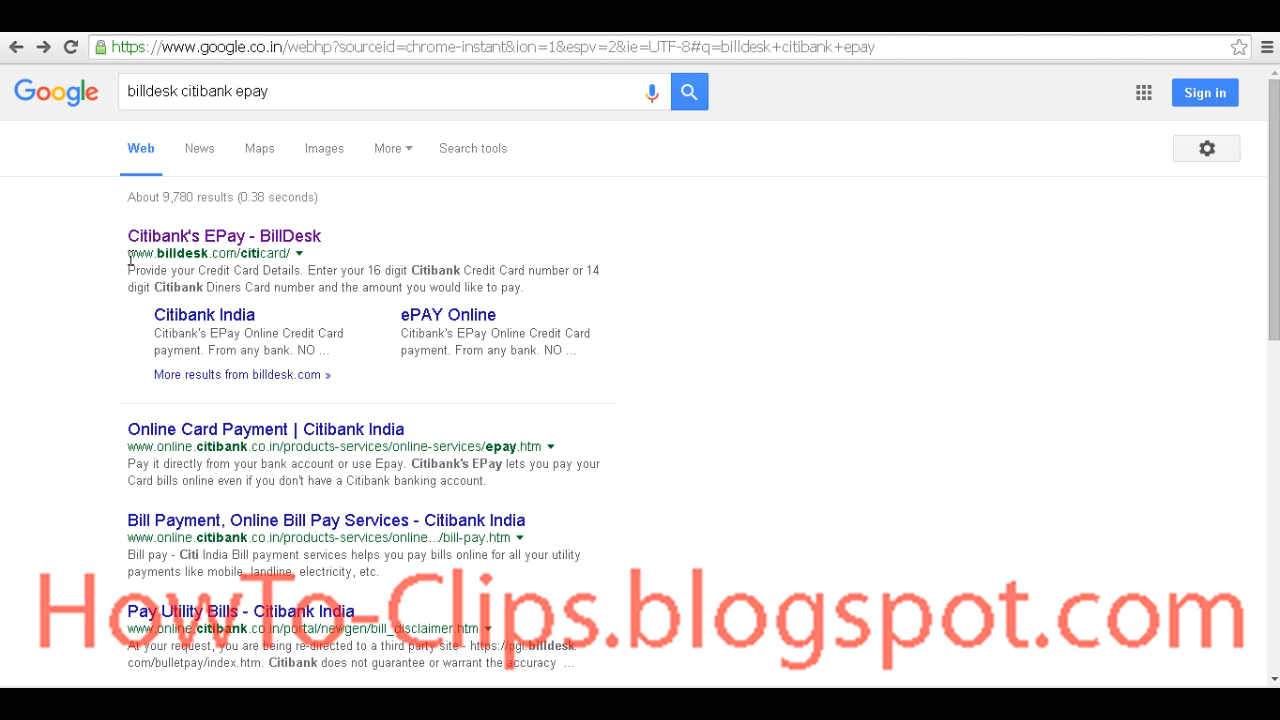 https://www.google.co.in/webhp?sourceid=chrome-instant&ion=1&espv=2&ie=UTF-8#q=billdesk+citibank+epay
Google
billdesk citibank epay
Sign in
Web News Maps Images More Search tools
About 9,780 results (0.38 seconds)
Citibank's EPay - BillDesk
www.billdesk.com/citicard/
Provide your Credit Card Details. Enter your 16 digit Citibank Credit Card number or 14
digit Citibank Diners Card number and the amount you would like to pay.
Citibank India ePAY Online
Citibank's EPay Online Credit Card Citibank's EPay Online Credit Card
payment. From any bank. NO ... payment. From any bank. NO ...
More results from billdesk.com »
Online Card Payment | Citibank India
www.online.citibank.co.in/products-services/online-services/epay.htm
Pay it directly from your bank account or use Epay. Citibank's EPay lets you pay your
Card bills online even if you don't have a Citibank banking account.
Bill Payment, Online Bill Pay Services - Citibank India
www.online.citibank.co.in/products-services/online.../bill-pay.htm
Bill pay - Citi India Bill payment services helps you pay bills online for all your utility
payments like mobile, landline, electricity, etc.
Pay Utility Bills - Citibank India
www.online.citibank.co.in/portal/newgen/bill_disclaimer.htm
At your request, you are being re-directed to a third party site - https://pgi.billdesk.
com/bulletpay/index.htm. Citibank does not guarantee or warrant the accuracy ...
HowTo-Clips.blogspot.com